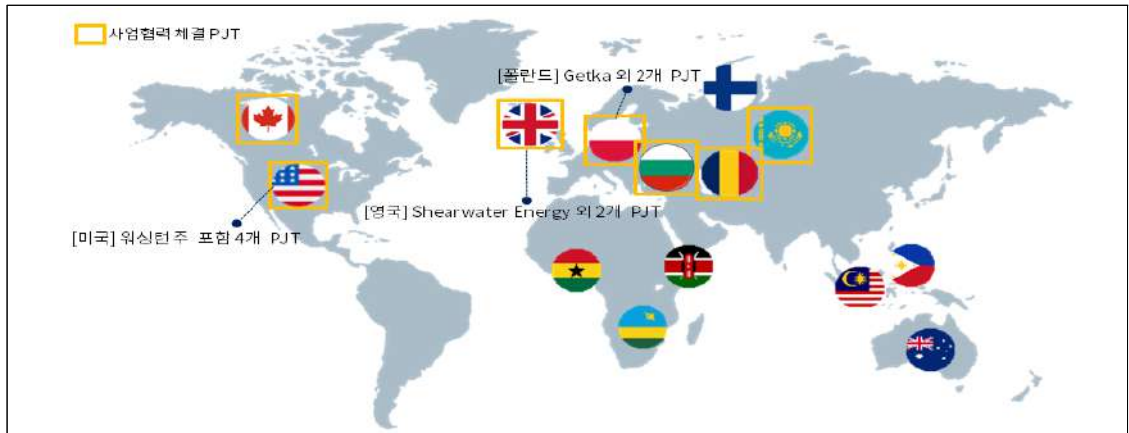 사업협력 체결 PJT
[폴란드] Getka 외 2개 PJT
[영국] Shearwater Energy 외 2개 PJT
[미국] 워싱턴 주 포함 4개 PJT